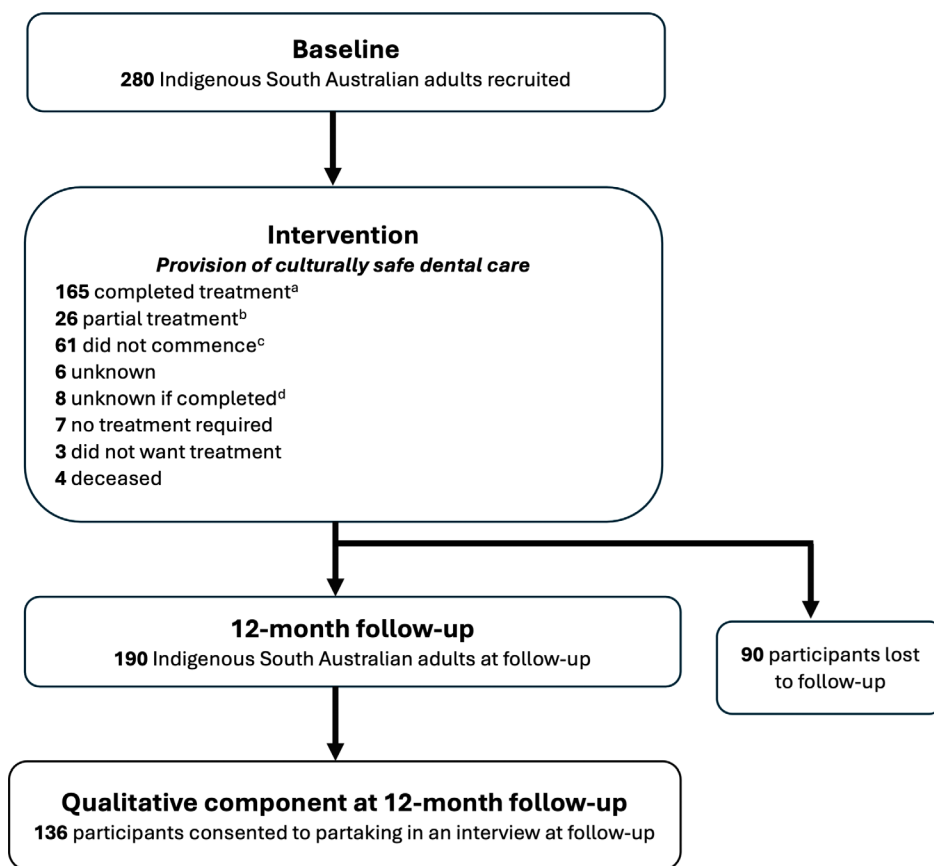 Baseline
280 Indigenous South Australian adults recruited
Intervention
Provision of culturally safe dental care
165 completed treatmentᵃ
26 partial treatmentᵇ
61 did not commenceᶜ
6 unknown
8 unknown if completedᵈ
7 no treatment required
3 did not want treatment
4 deceased
12-month follow-up
190 Indigenous South Australian adults at follow-up
90 participants lost
to follow-up
Qualitative component at 12-month follow-up
136 participants consented to partaking in an interview at follow-up